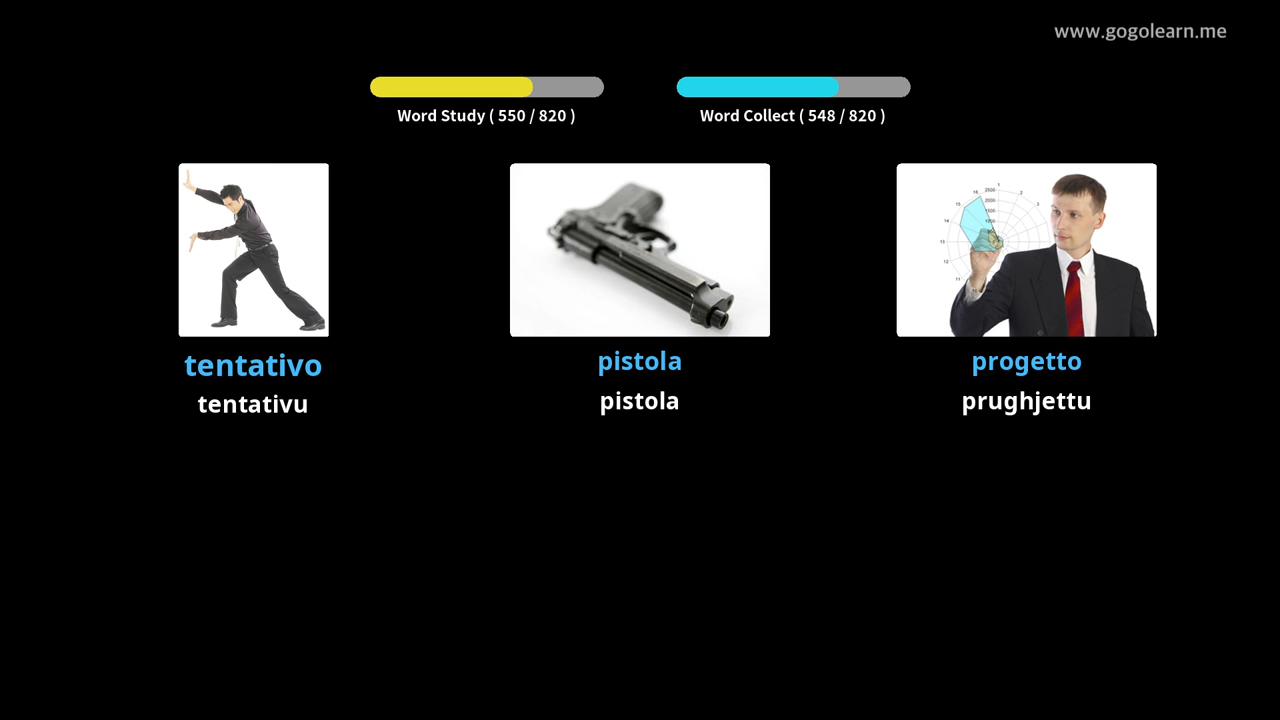 www.gogolearn.me
Word Study ( 550 / 820 )
Word Collect ( 548 / 820 )
tentativo
tentativu
pistola
pistola
progetto
prughjettu